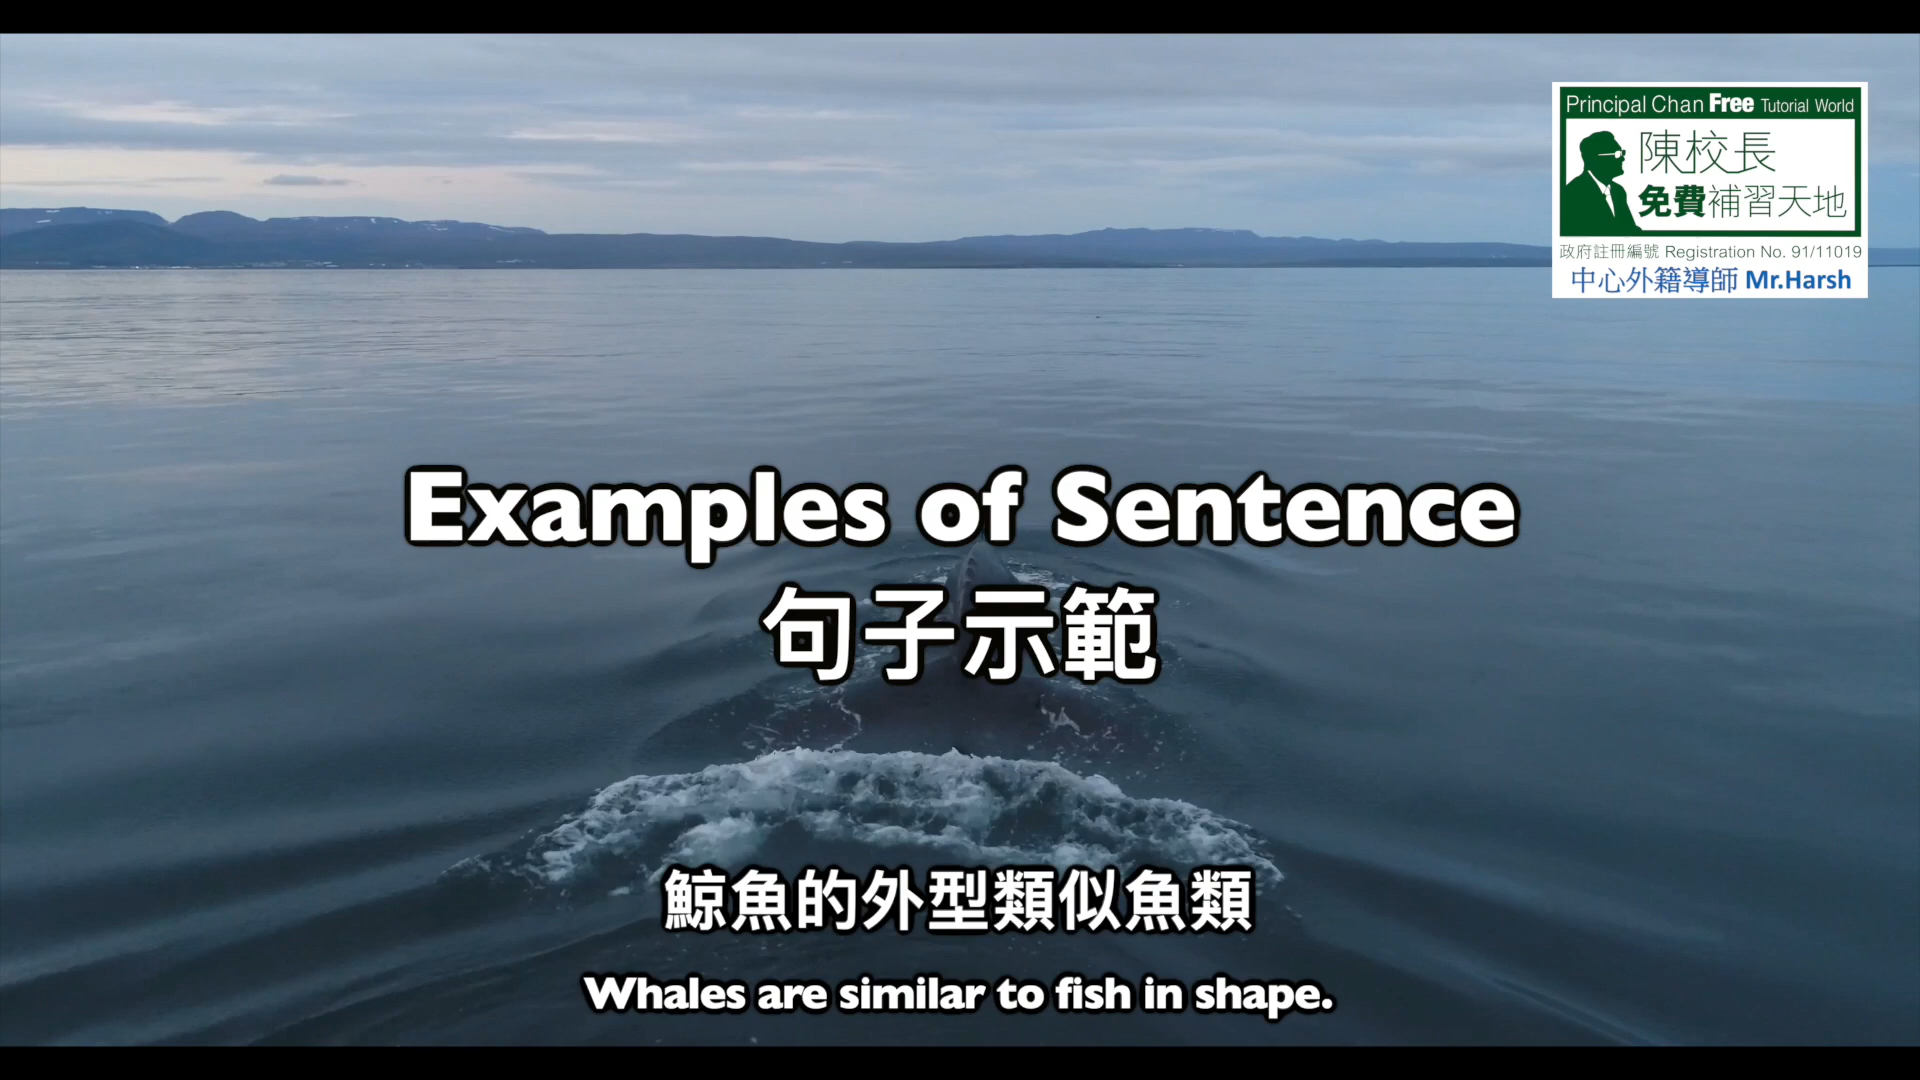 Principal Chan Free Tutorial World
陳校長
免費補習天地
政府註冊編號 Registration No. 91/11019
中心外籍導師 Mr.Harsh
Examples of Sentence
句子示範
鯨魚的外型類似魚類
Whales are similar to fish in shape.